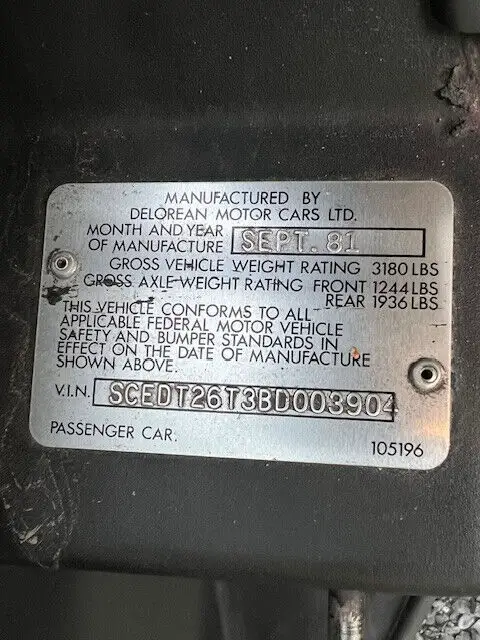 MANUFACTURED BY
DELOREAN MOTOR CARS LTD.
MONTH AND YEAR
OF MANUFACTURE SEPT. 81
GROSS VEHICLE WEIGHT RATING 3180 LBS
GROSS AXLE WEIGHT RATING FRONT 1244 LBS
REAR 1936 LBS
THIS VEHICLE CONFORMS TO ALL
APPLICABLE FEDERAL MOTOR VEHICLE
SAFETY AND BUMPER STANDARDS IN
EFFECT ON THE DATE OF MANUFACTURE
SHOWN ABOVE.
V.I.N. SCEDT26T3BD003904
PASSENGER CAR. 105196